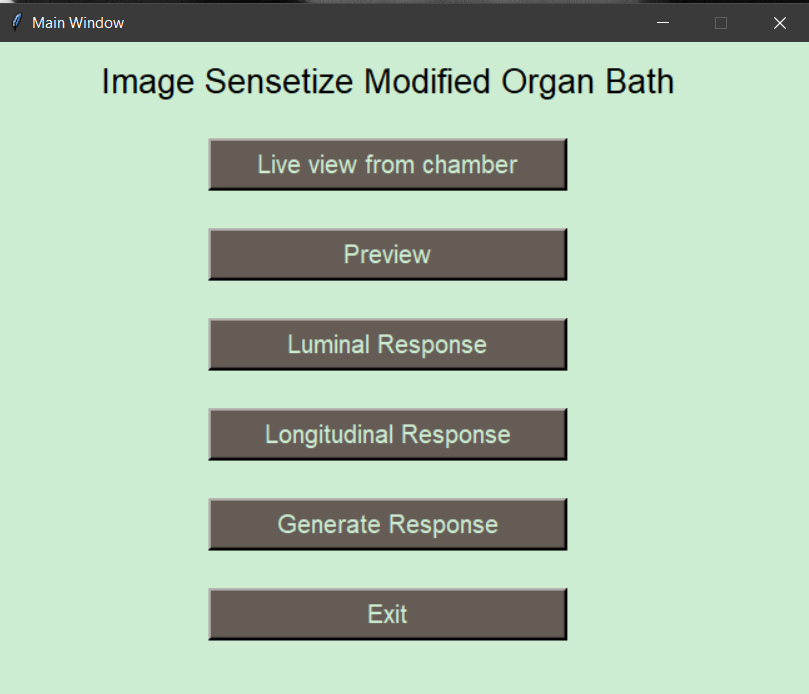 Main Window
Image Sensetize Modified Organ Bath
Live view from chamber
Preview
Luminal Response
Longitudinal Response
Generate Response
Exit